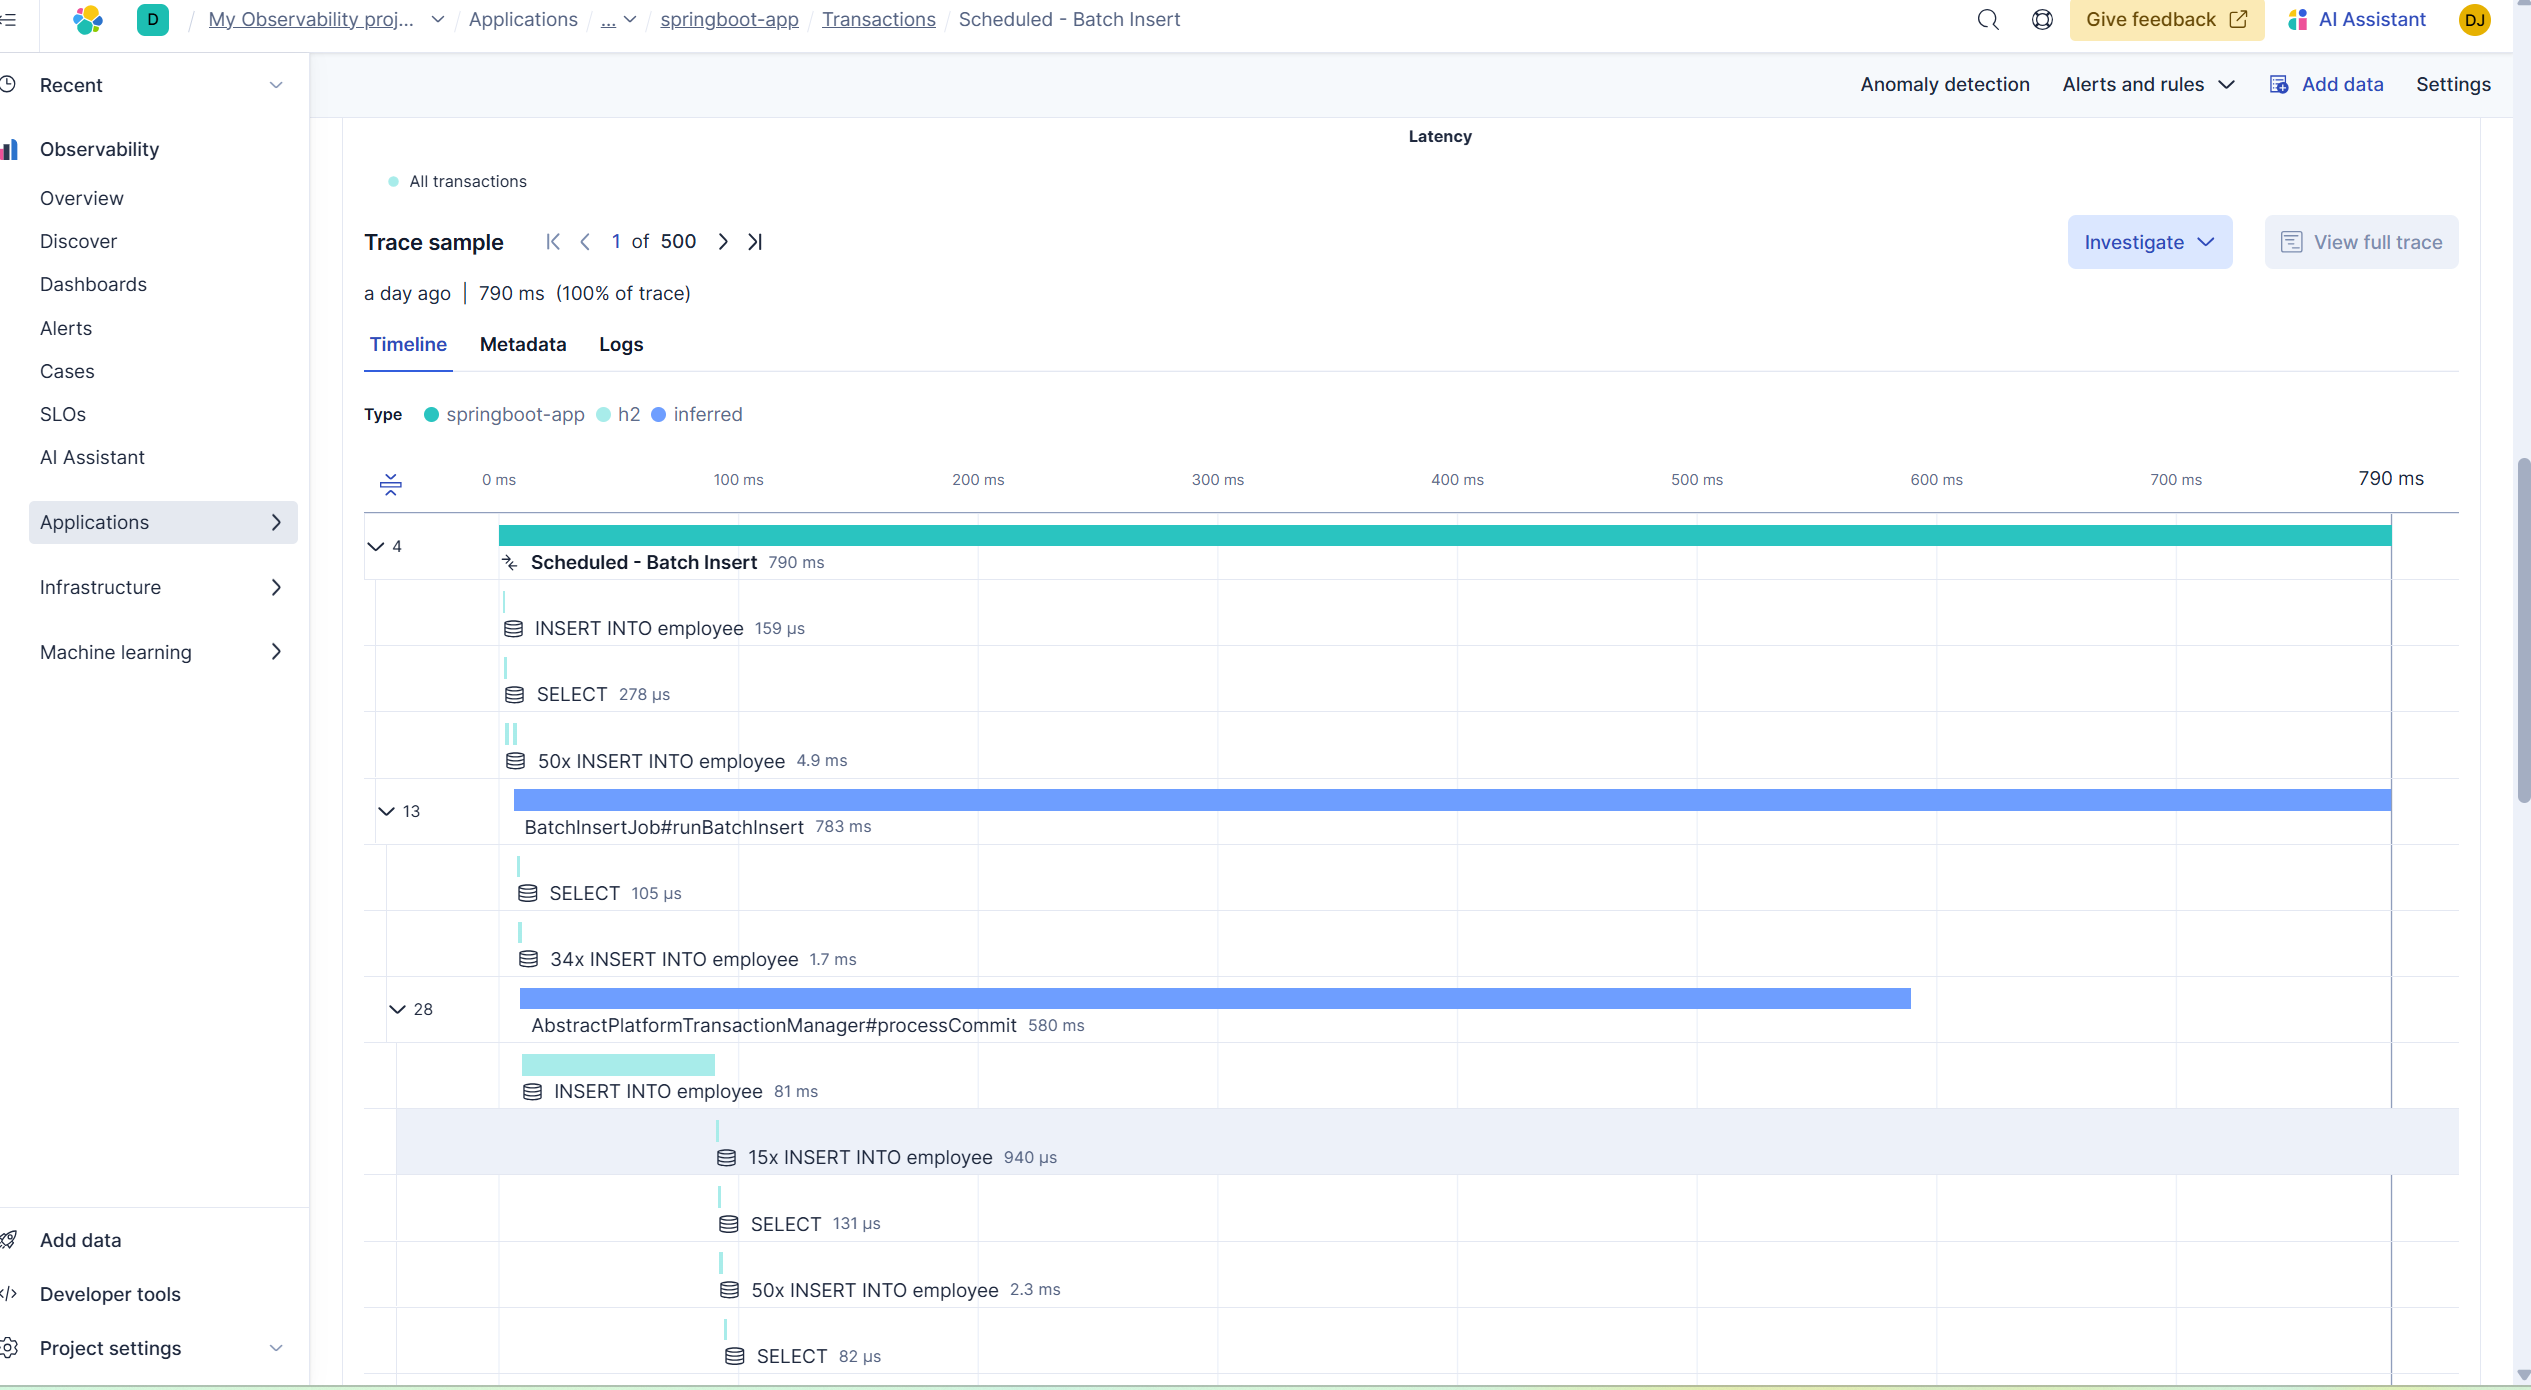 D / My Observability proj... / Applications / ... / springboot-app / Transactions / Scheduled - Batch Insert
Give feedback
AI Assistant
DJ
Recent
Observability
Overview
Discover
Dashboards
Alerts
Cases
SLOs
AI Assistant
Applications
Infrastructure
Machine learning
Add data
Developer tools
Project settings
Anomaly detection
Alerts and rules
Add data
Settings
Latency
All transactions
Trace sample 1 of 500
Investigate
View full trace
a day ago | 790 ms (100% of trace)
Timeline Metadata Logs
Type springboot-app h2 inferred
0 ms 100 ms 200 ms 300 ms 400 ms 500 ms 600 ms 700 ms 790 ms
4
Scheduled - Batch Insert 790 ms
INSERT INTO employee 159 μs
SELECT 278 μs
50x INSERT INTO employee 4.9 ms
13
BatchInsertJob#runBatchInsert 783 ms
SELECT 105 μs
34x INSERT INTO employee 1.7 ms
28
AbstractPlatformTransactionManager#processCommit 580 ms
INSERT INTO employee 81 ms
15x INSERT INTO employee 940 μs
SELECT 131 μs
50x INSERT INTO employee 2.3 ms
SELECT 82 μs